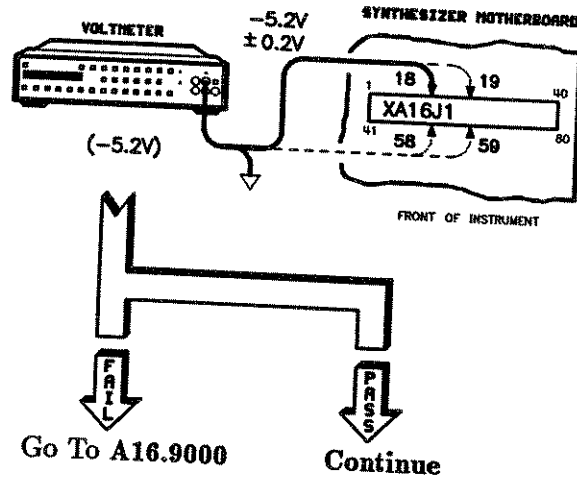 VOLTMETER
-5.2V
±0.2V
SYNTHESIZER MOTHERBOARD
18 19
1 40
XA16J1
41 80
58 59
(-5.2V)
FRONT OF INSTRUMENT
FAIL
PASS
Go To A16.9000
Continue